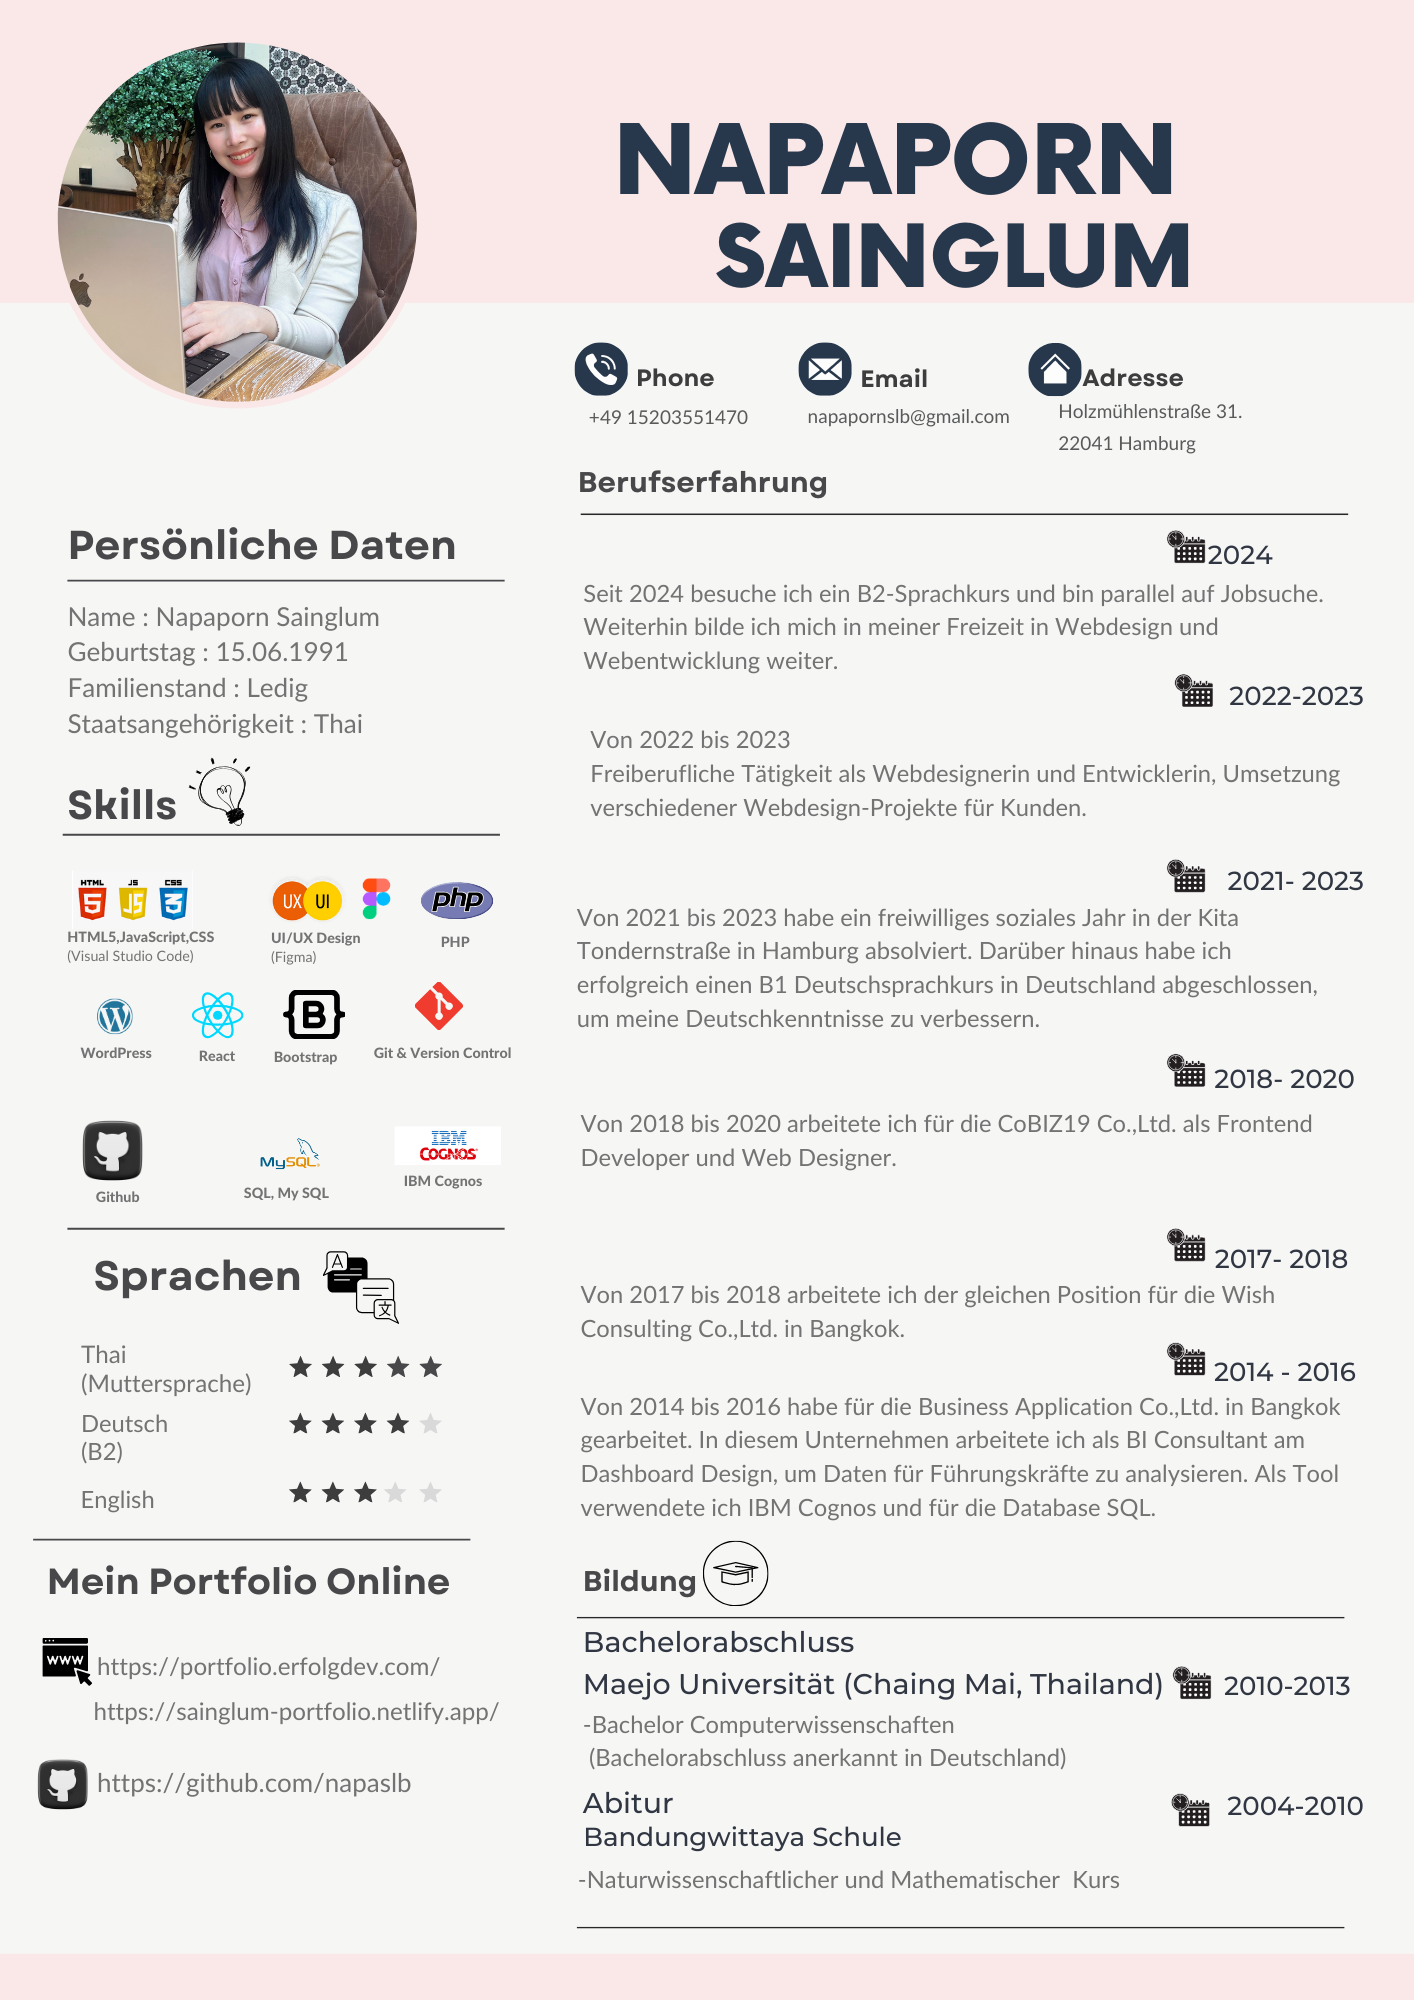 NAPAPORN
SAINGLUM
Phone
+49 15203551470
Email
napapornslb@gmail.com
Adresse
Holzmühlenstraße 31.
22041 Hamburg
Persönliche Daten
Name : Napaporn Sainglum
Geburtstag : 15.06.1991
Familienstand : Ledig
Staatsangehörigkeit : Thai
Skills
HTML JS CSS
5 JS 3
HTML5,JavaScript,CSS
(Visual Studio Code)
UX UI
UI/UX Design
(Figma)
php
PHP
WordPress
React
B
Bootstrap
Git & Version Control
Github
MySQL
SQL, My SQL
IBM
COGNOS
IBM Cognos
Sprachen
A
文
Thai
(Muttersprache)
Deutsch
(B2)
English
Mein Portfolio Online
www
https://portfolio.erfolgdev.com/
https://sainglum-portfolio.netlify.app/
https://github.com/napaslb
Berufserfahrung
2024
Seit 2024 besuche ich ein B2-Sprachkurs und bin parallel auf Jobsuche.
Weiterhin bilde ich mich in meiner Freizeit in Webdesign und
Webentwicklung weiter.
2022-2023
Von 2022 bis 2023
Freiberufliche Tätigkeit als Webdesignerin und Entwicklerin, Umsetzung
verschiedener Webdesign-Projekte für Kunden.
2021- 2023
Von 2021 bis 2023 habe ein freiwilliges soziales Jahr in der Kita
Tondernstraße in Hamburg absolviert. Darüber hinaus habe ich
erfolgreich einen B1 Deutschsprachkurs in Deutschland abgeschlossen,
um meine Deutschkenntnisse zu verbessern.
2018- 2020
Von 2018 bis 2020 arbeitete ich für die CoBIZ19 Co.,Ltd. als Frontend
Developer und Web Designer.
2017- 2018
Von 2017 bis 2018 arbeitete ich der gleichen Position für die Wish
Consulting Co.,Ltd. in Bangkok.
2014 - 2016
Von 2014 bis 2016 habe für die Business Application Co.,Ltd. in Bangkok
gearbeitet. In diesem Unternehmen arbeitete ich als BI Consultant am
Dashboard Design, um Daten für Führungskräfte zu analysieren. Als Tool
verwendete ich IBM Cognos und für die Database SQL.
Bildung
Bachelorabschluss
Maejo Universität (Chaing Mai, Thailand) 2010-2013
-Bachelor Computerwissenschaften
(Bachelorabschluss anerkannt in Deutschland)
Abitur
2004-2010
Bandungwittaya Schule
-Naturwissenschaftlicher und Mathematischer Kurs